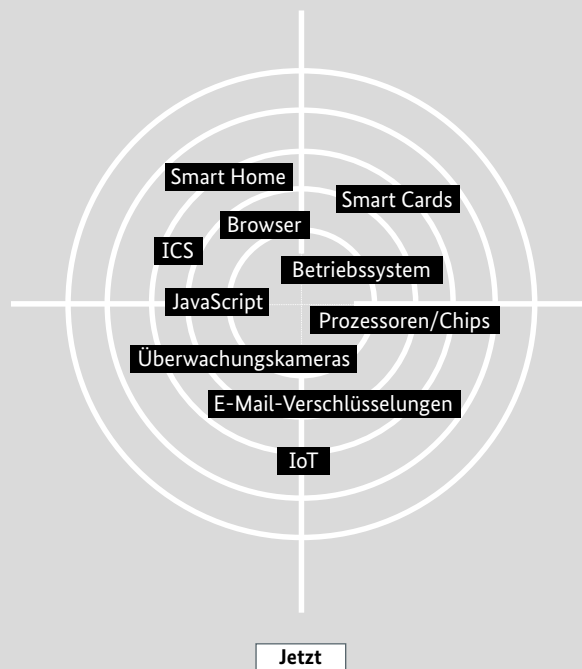 Smart Home
Smart Cards
Browser
ICS
Betriebssystem
JavaScript
Prozessoren/Chips
Überwachungskameras
E-Mail-Verschlüsselungen
IoT
Jetzt